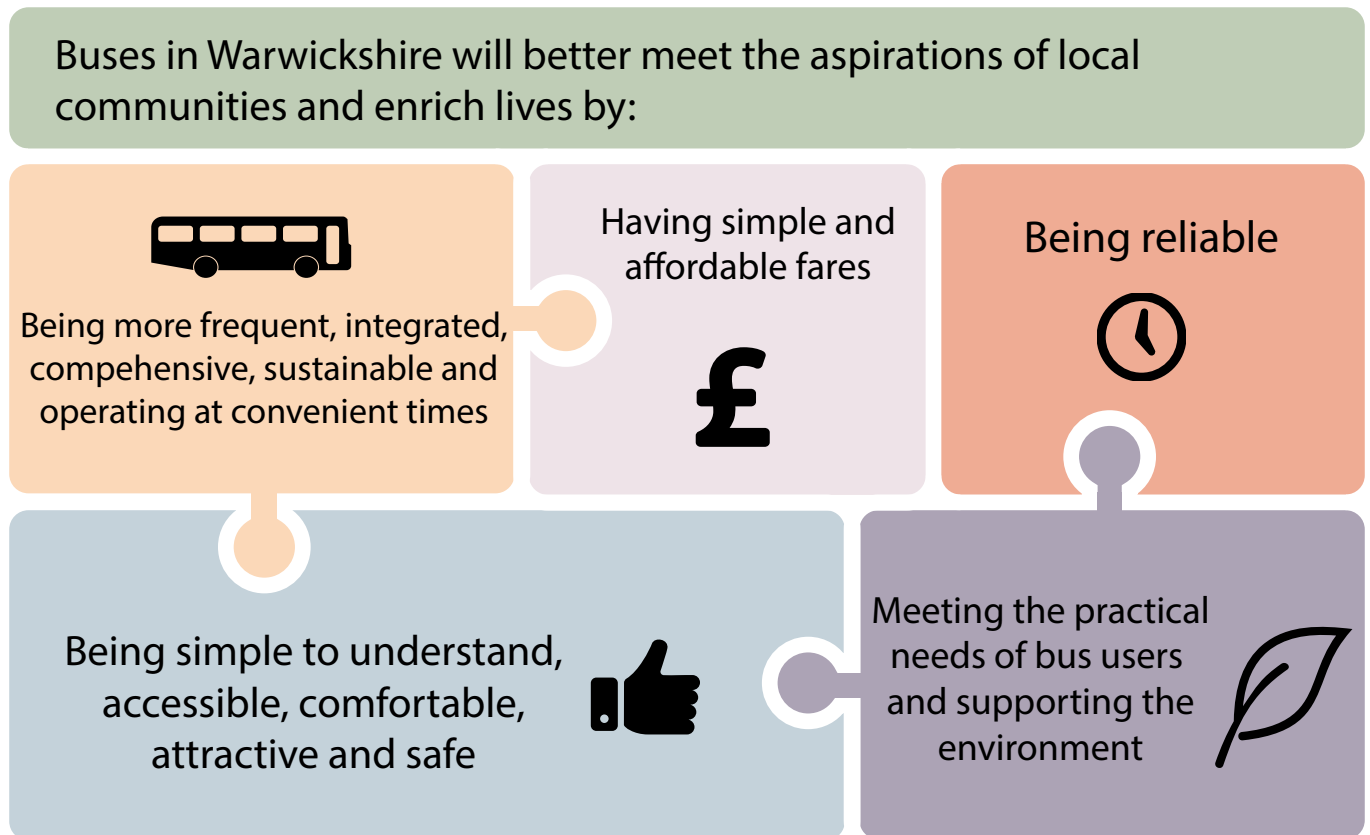 Buses in Warwickshire will better meet the aspirations of local
communities and enrich lives by:
Being more frequent, integrated,
compehensive, sustainable and
operating at convenient times
Having simple and
affordable fares
£
Being reliable
Being simple to understand,
accessible, comfortable,
attractive and safe
Meeting the practical
needs of bus users
and supporting the
environment